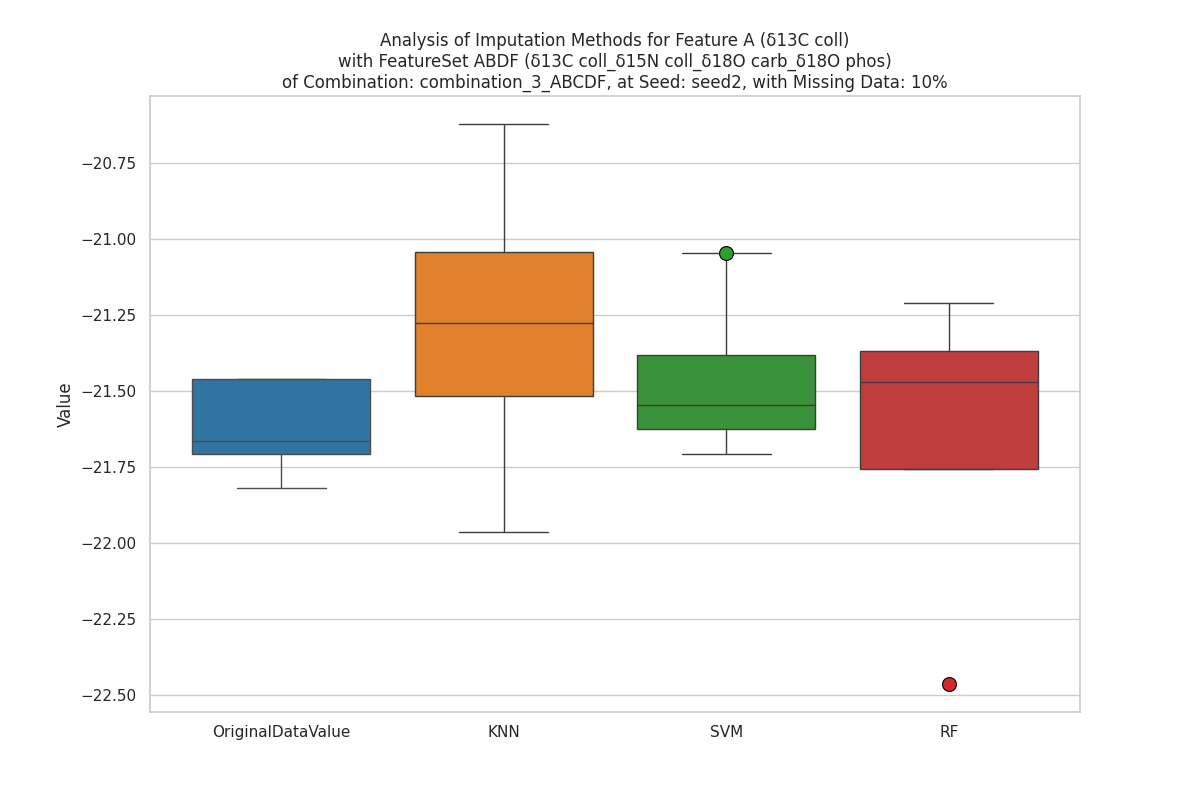 Analysis of Imputation Methods for Feature A (δ13C coll)
with FeatureSet ABDF (δ13C coll_δ15N coll_δ18O carb_δ18O phos)
of Combination: combination_3_ABCDF, at Seed: seed2, with Missing Data: 10%
Value
−20.75
−21.00
−21.25
−21.50
−21.75
−22.00
−22.25
−22.50
OriginalDataValue
KNN
SVM
RF